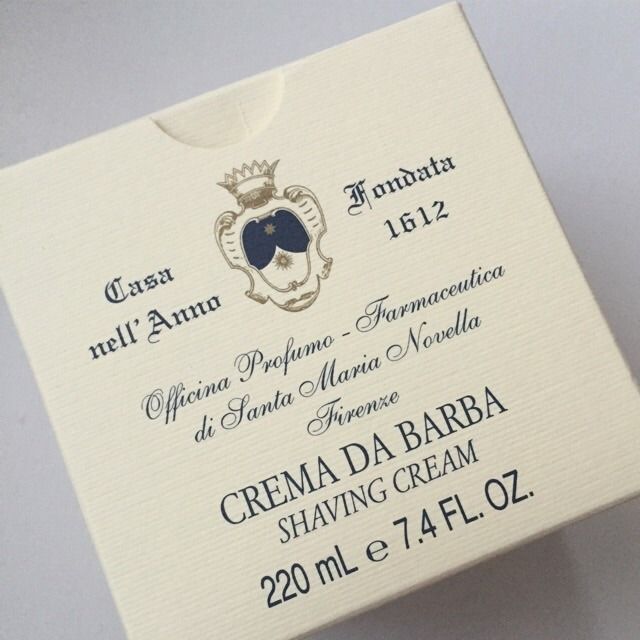 Casa Fondata
nell'Anno 1612
Officina Profumo - Farmaceutica
di Santa Maria Novella
Firenze
CREMA DA BARBA
SHAVING CREAM
220 mL e 7.4 FL. OZ.